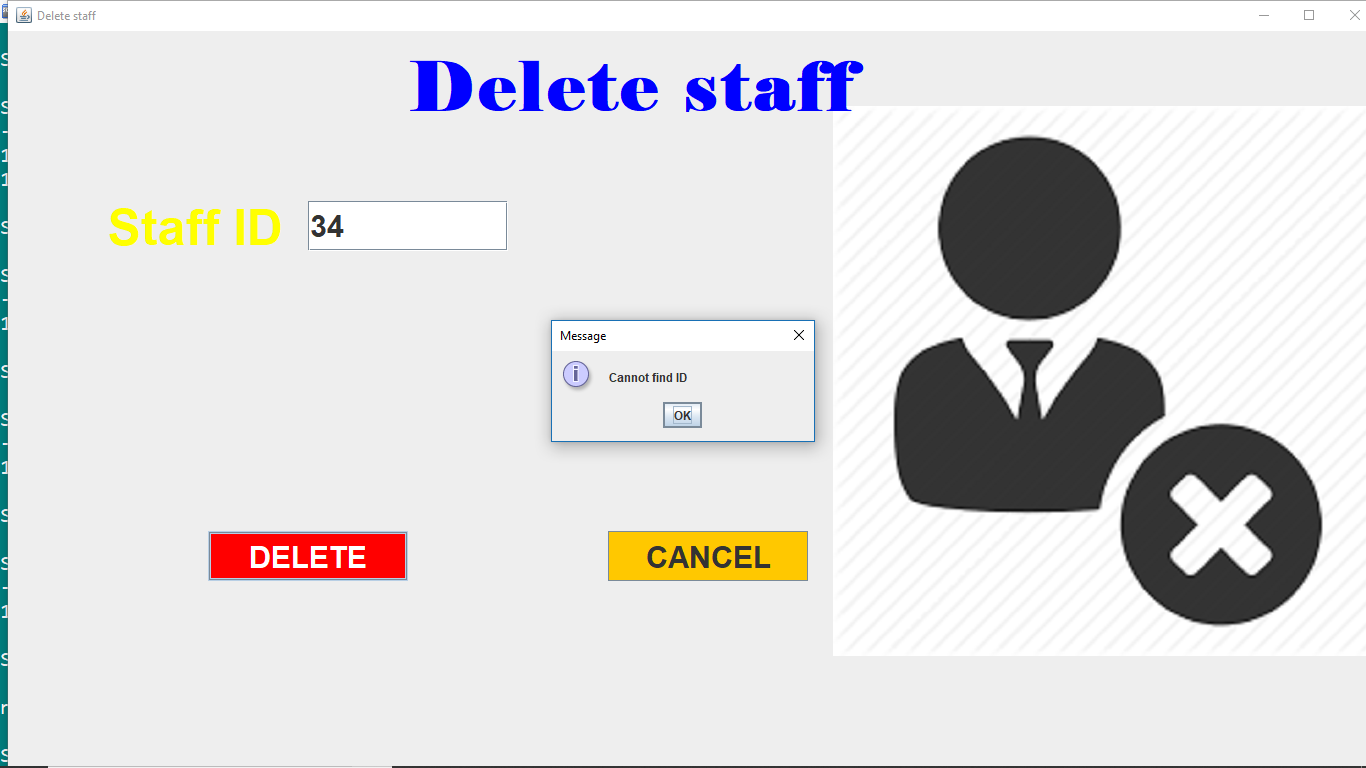 Delete staff
Delete staff
Staff ID 34
Message
Cannot find ID
OK
DELETE CANCEL